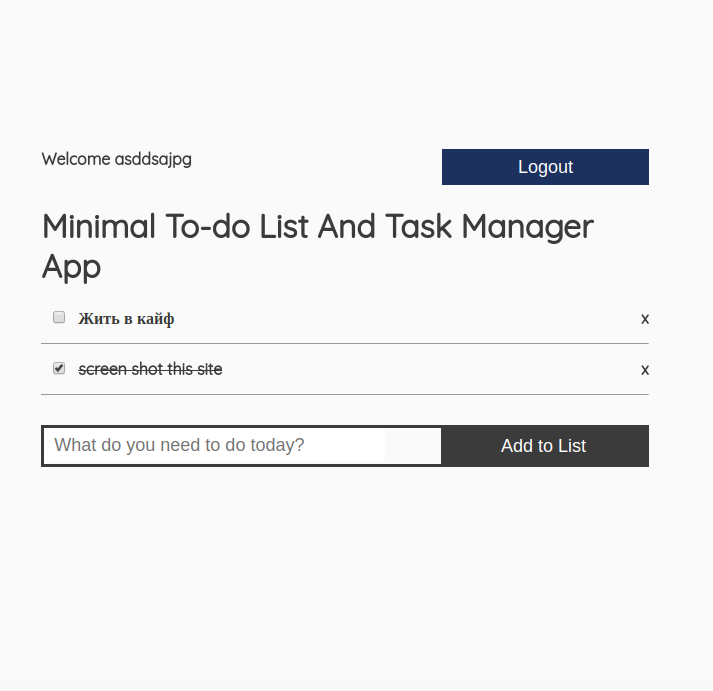 Welcome asddsajpg
Logout
Minimal To-do List And Task Manager
App
Жить в кайф
x
screen shot this site
x
What do you need to do today?
Add to List